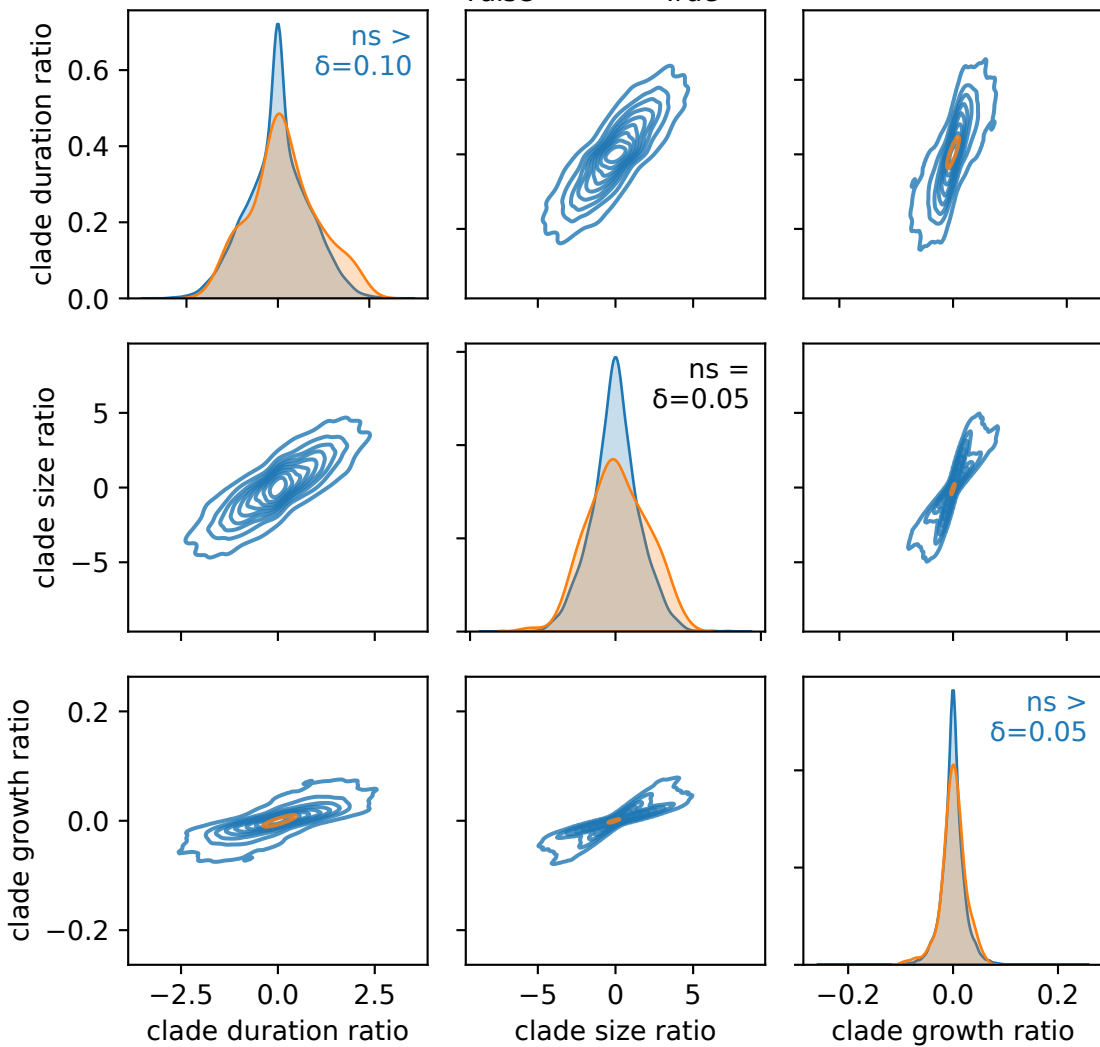 clade duration ratio
0.6
0.4
0.2
0.0
ns >
δ=0.10
clade size ratio
5
0
−5
ns =
δ=0.05
clade growth ratio
0.2
0.0
−0.2
ns >
δ=0.05
−2.5 0.0 2.5
−5 0 5
−0.2 0.0 0.2
clade duration ratio
clade size ratio
clade growth ratio